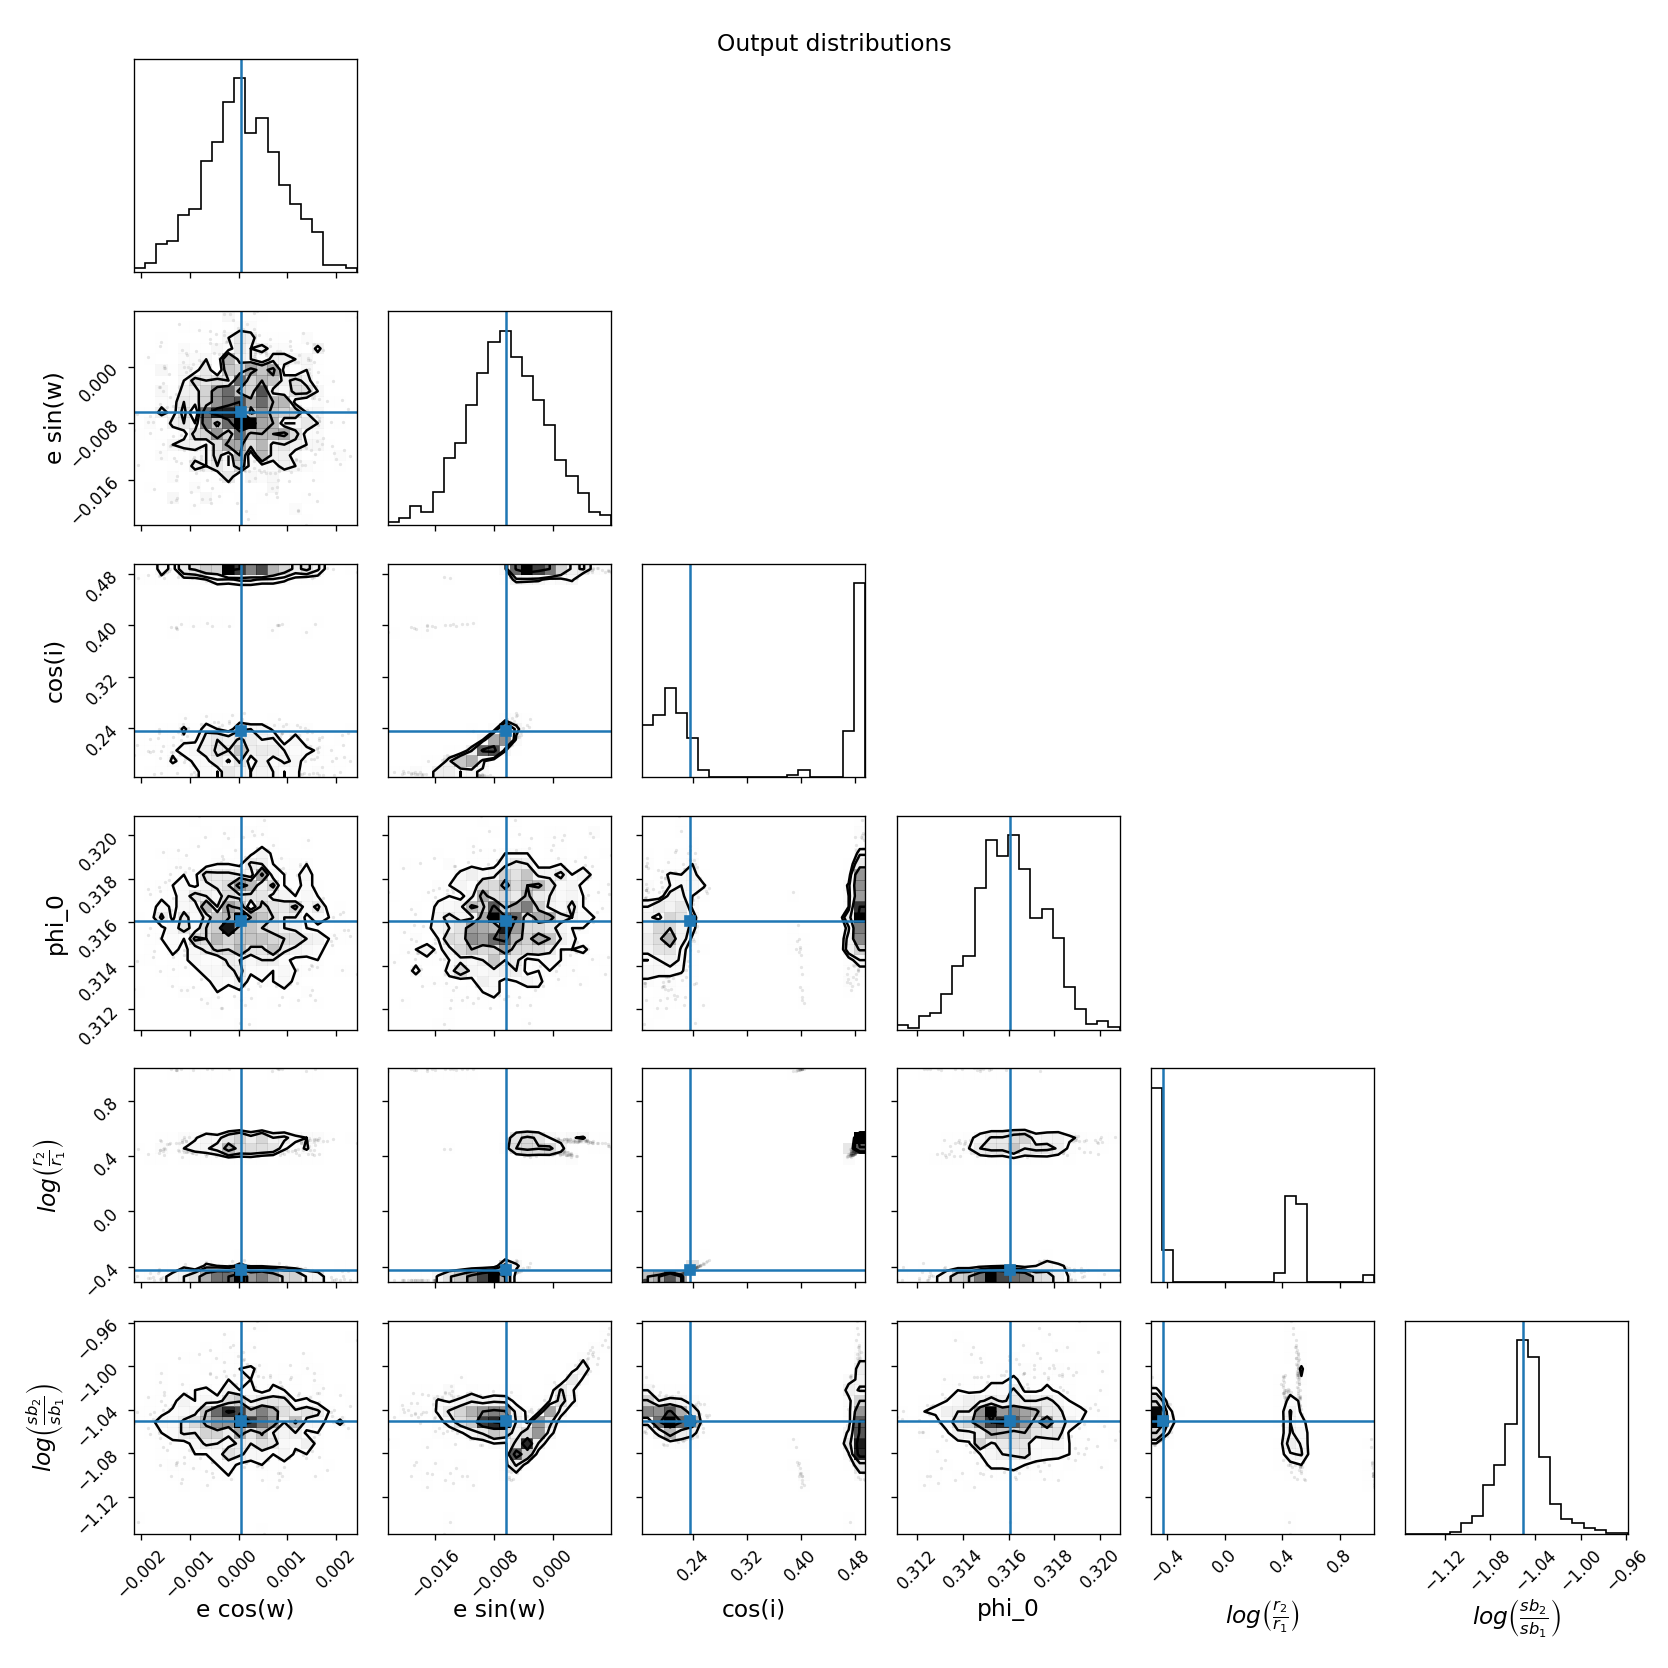 Output distributions
e sin(w)
0.000
−0.008
−0.016
cos(i)
0.48
0.40
0.32
0.24
phi_0
0.320
0.318
0.316
0.314
0.312
log(r₂/r₁)
0.8
0.4
0.0
−0.4
log(sb₂/sb₁)
−0.96
−1.00
−1.04
−1.08
−1.12
−0.002 −0.001 0.000 0.001 0.002
−0.016 −0.008 0.000
0.24 0.32 0.40 0.48
0.312 0.314 0.316 0.318 0.320
−0.4 0.0 0.4 0.8
−1.12 −1.08 −1.04 −1.00 −0.96
e cos(w)
e sin(w)
cos(i)
phi_0
log(r₂/r₁)
log(sb₂/sb₁)